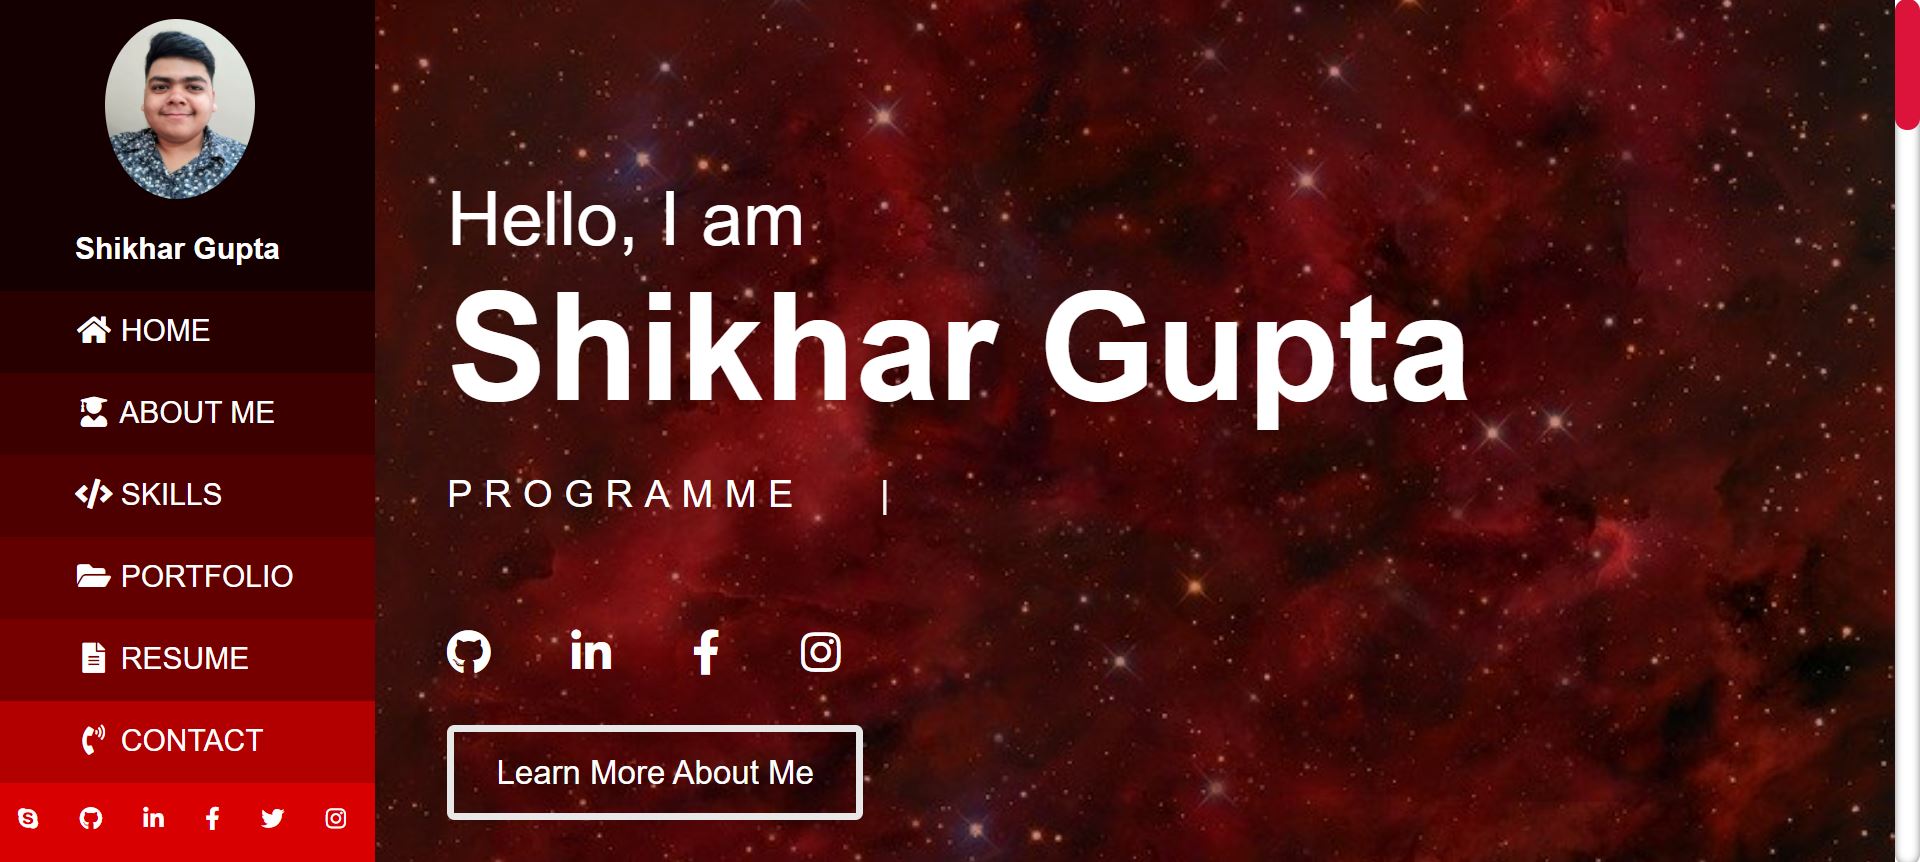 Shikhar Gupta
HOME
ABOUT ME
SKILLS
PORTFOLIO
RESUME
CONTACT
Hello, I am
Shikhar Gupta
PROGRAMME |
Learn More About Me